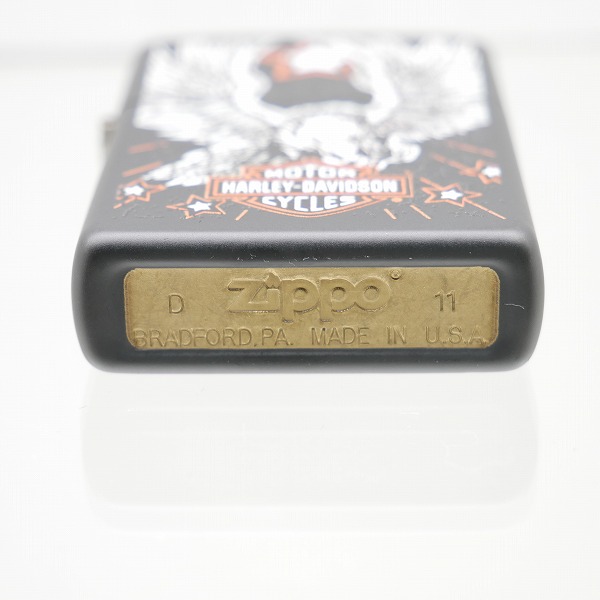 MOTOR
HARLEY-DAVIDSON
CYCLES
D Zippo® 11
BRADFORD,PA. MADE IN U.S.A.